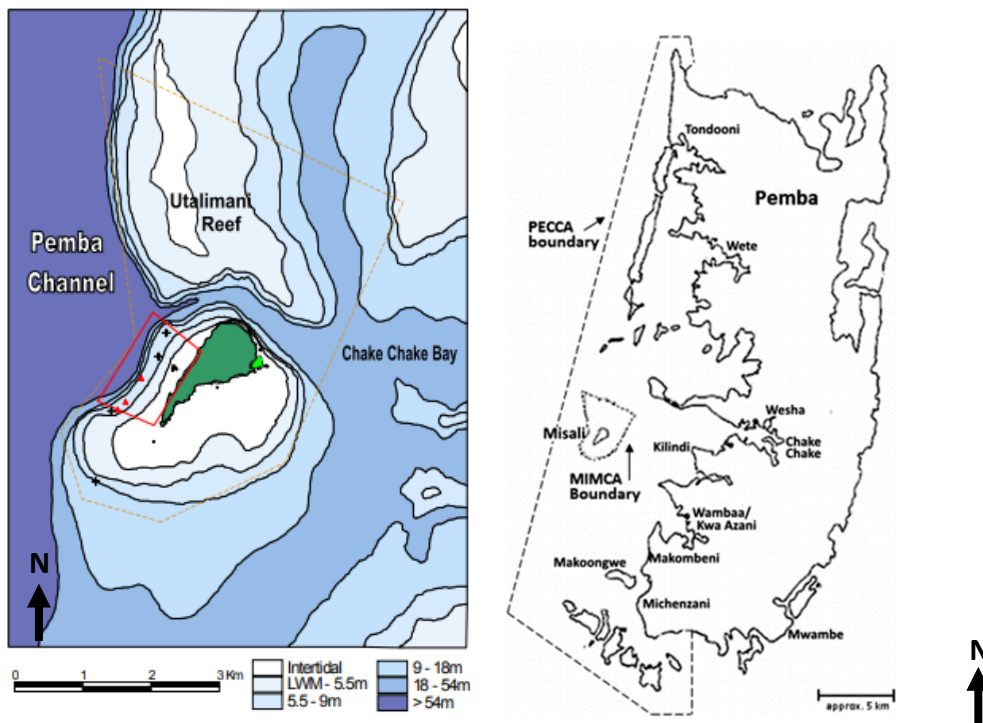 Utalimani
Reef
Pemba
Channel
Chake Chake Bay
N
0 1 2 3 Km
Intertidal
LWM - 5.5m
5.5 - 9m
9 - 18m
18 - 54m
> 54m
Tondooni
Pemba
PECCA
boundary
Wete
Wesha
Misali
Kilindi
Chake
Chake
MIMCA
Boundary
Wambaa/
Kwa Azani
Makoongwe
Makombeni
Michenzani
Mwambe
approx. 5 km
N